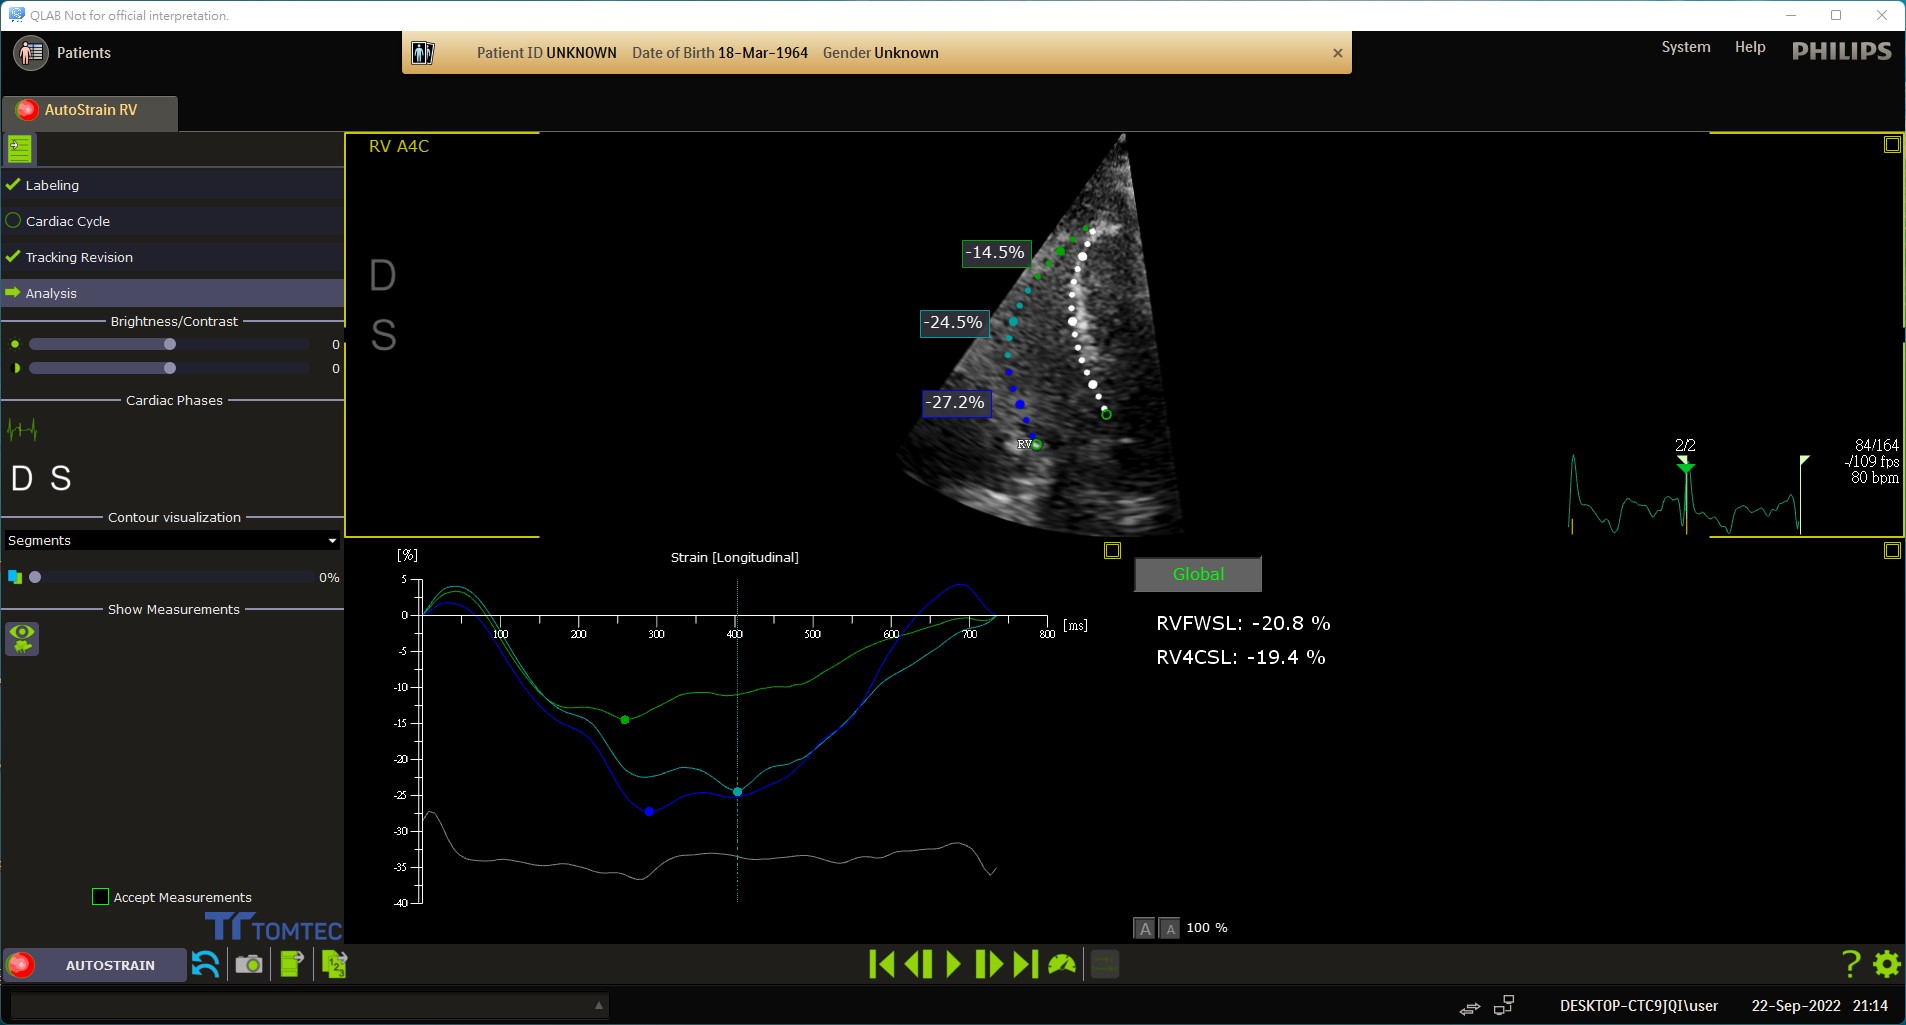 QLAB Not for official interpretation.
Patients
Patient ID UNKNOWN Date of Birth 18-Mar-1964 Gender Unknown
System Help PHILIPS
AutoStrain RV
Labeling
Cardiac Cycle
Tracking Revision
Analysis
Brightness/Contrast
0
0
Cardiac Phases
D S
Contour visualization
Segments
0%
Show Measurements
Accept Measurements
TOMTEC
RV A4C
D
S
-14.5%
-24.5%
-27.2%
RV
2/2
84/164
-/109 fps
80 bpm
[%]
Strain [Longitudinal]
5
0
-5
-10
-15
-20
-25
-30
-35
-40
100 200 300 400 500 600 700 800 [ms]
Global
RVFWSL: -20.8 %
RV4CSL: -19.4 %
A A 100 %
AUTOSTRAIN
123
?
DESKTOP-CTC9JQI\user 22-Sep-2022 21:14